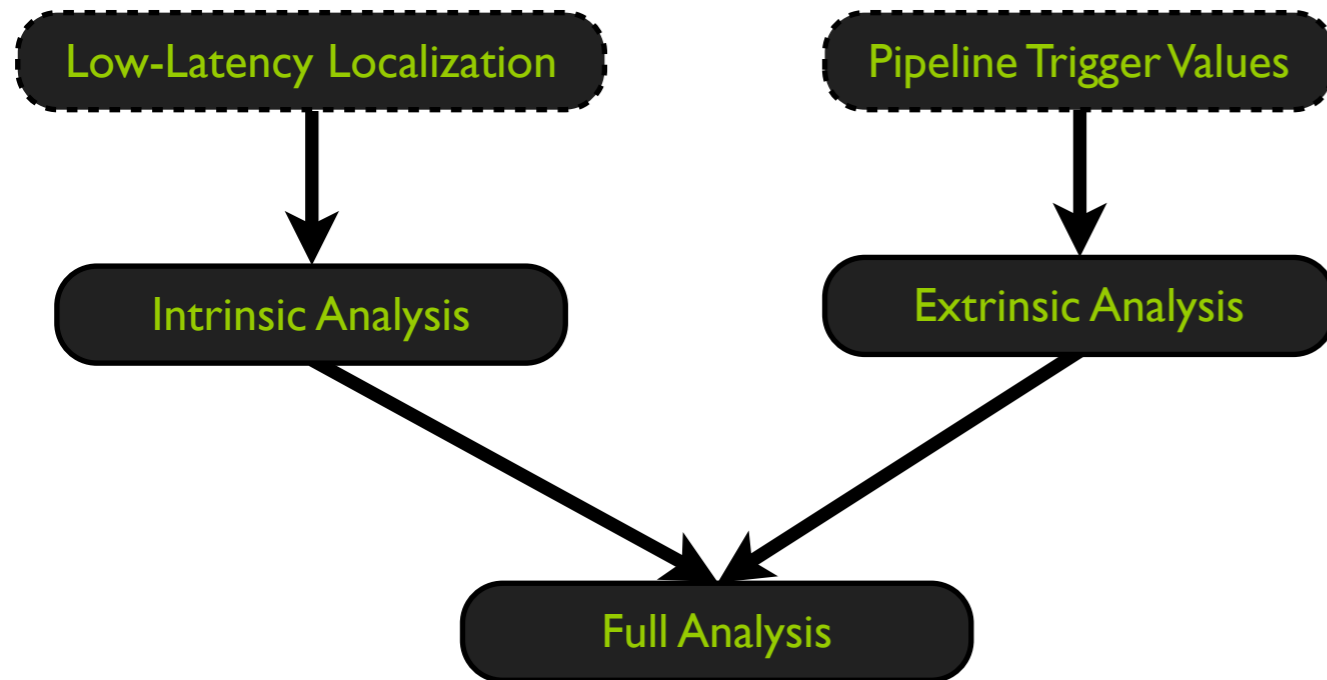 Low-Latency Localization
Pipeline Trigger Values
Intrinsic Analysis
Extrinsic Analysis
Full Analysis